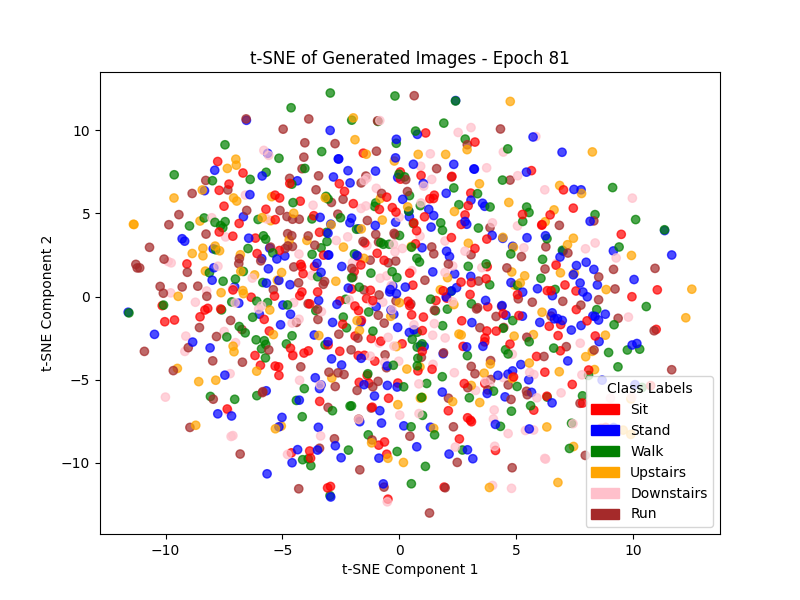 t-SNE of Generated Images - Epoch 81
t-SNE Component 2
10
5
0
−5
−10
−10
−5
0
5
10
t-SNE Component 1
Class Labels
Sit
Stand
Walk
Upstairs
Downstairs
Run